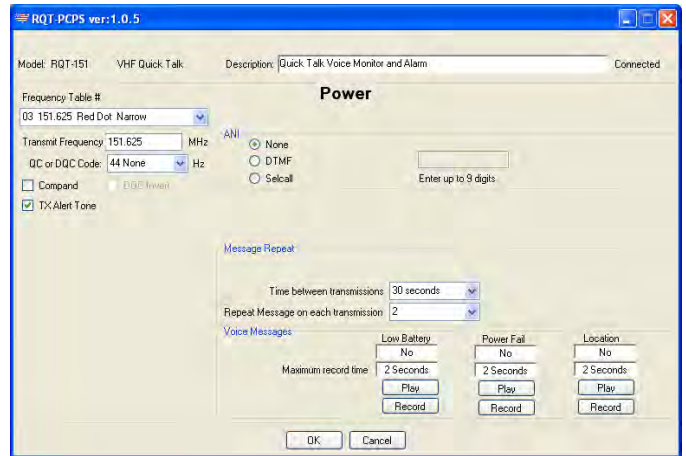 RQT-PCPS ver:1.0.5
Model: RQT-151 VHF Quick Talk Description: Quick Talk Voice Monitor and Alarm Connected
Power
Frequency Table #
03 151.625 Red Dot Narrow
Transmit Frequency 151.625 MHz
QC or DQC Code: 44 None Hz
Compand DQC Invert
TX Alert Tone
ANI
None
DTMF
Selcall
Enter up to 9 digits
Message Repeat
Time between transmissions 30 seconds
Repeat Message on each transmission 2
Voice Messages
Low Battery Power Fail Location
No No No
Maximum record time 2 Seconds 2 Seconds 2 Seconds
Play Play Play
Record Record Record
OK Cancel